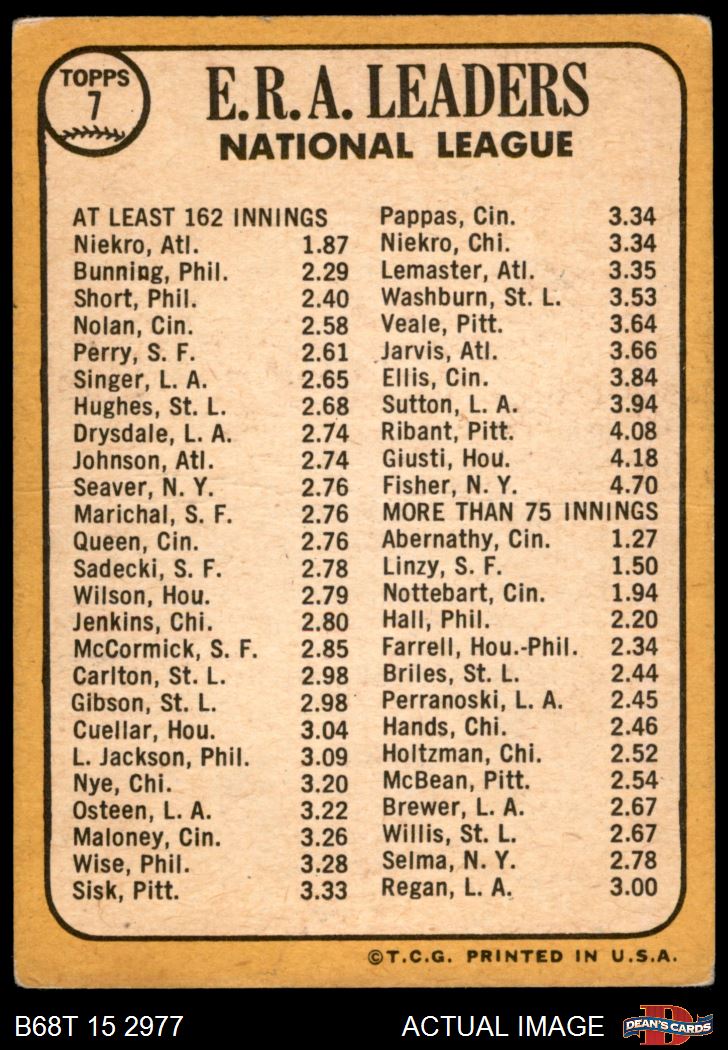 TOPPS
7
E.R.A. LEADERS
NATIONAL LEAGUE
AT LEAST 162 INNINGS
Niekro, Atl. 1.87
Bunning, Phil. 2.29
Short, Phil. 2.40
Nolan, Cin. 2.58
Perry, S. F. 2.61
Singer, L. A. 2.65
Hughes, St. L. 2.68
Drysdale, L. A. 2.74
Johnson, Atl. 2.74
Seaver, N. Y. 2.76
Marichal, S. F. 2.76
Queen, Cin. 2.76
Sadecki, S. F. 2.78
Wilson, Hou. 2.79
Jenkins, Chi. 2.80
McCormick, S. F. 2.85
Carlton, St. L. 2.98
Gibson, St. L. 2.98
Cuellar, Hou. 3.04
L. Jackson, Phil. 3.09
Nye, Chi. 3.20
Osteen, L. A. 3.22
Maloney, Cin. 3.26
Wise, Phil. 3.28
Sisk, Pitt. 3.33
Pappas, Cin. 3.34
Niekro, Chi. 3.34
Lemaster, Atl. 3.35
Washburn, St. L. 3.53
Veale, Pitt. 3.64
Jarvis, Atl. 3.66
Ellis, Cin. 3.84
Sutton, L. A. 3.94
Ribant, Pitt. 4.08
Giusti, Hou. 4.18
Fisher, N. Y. 4.70
MORE THAN 75 INNINGS
Abernathy, Cin. 1.27
Linzy, S. F. 1.50
Nottebart, Cin. 1.94
Hall, Phil. 2.20
Farrell, Hou.-Phil. 2.34
Briles, St. L. 2.44
Perranoski, L. A. 2.45
Hands, Chi. 2.46
Holtzman, Chi. 2.52
McBean, Pitt. 2.54
Brewer, L. A. 2.67
Willis, St. L. 2.67
Selma, N. Y. 2.78
Regan, L. A. 3.00
©T.C.G. PRINTED IN U.S.A.
B68T 15 2977
ACTUAL IMAGE
D
DEAN'S CARDS